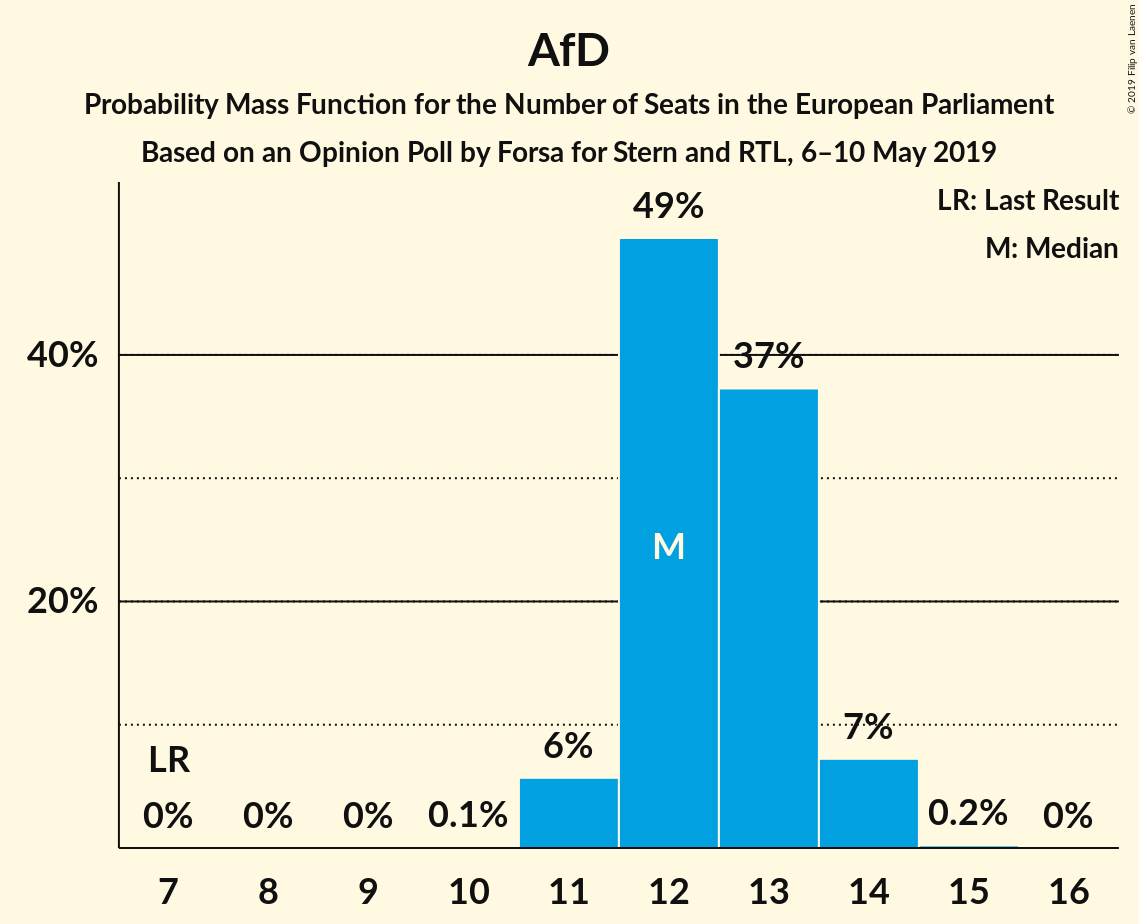 AfD
Probability Mass Function for the Number of Seats in the European Parliament
Based on an Opinion Poll by Forsa for Stern and RTL, 6–10 May 2019
© 2019 Filip van Laenen
LR: Last Result
M: Median
49%
40%
37%
M
20%
7%
6%
LR
0% 0% 0% 0.1% 0.2% 0%
7 8 9 10 11 12 13 14 15 16